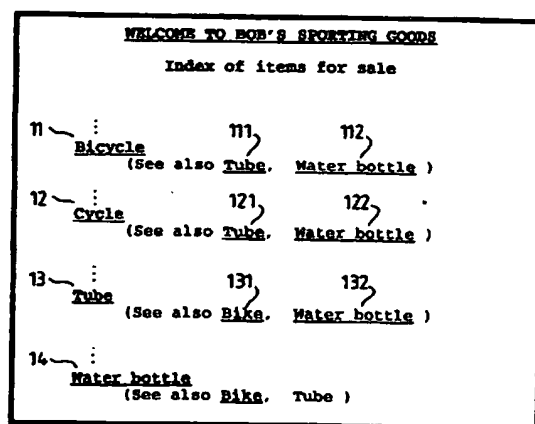 WELCOME TO BOB'S SPORTING GOODS
Index of items for sale
11 111 112
Bicycle
(See also Tube, Water bottle )
12 121 122
Cycle
(See also Tube, Water bottle )
13 131 132
Tube
(See also Bike, Water bottle )
14
Water bottle
(See also Bike, Tube )